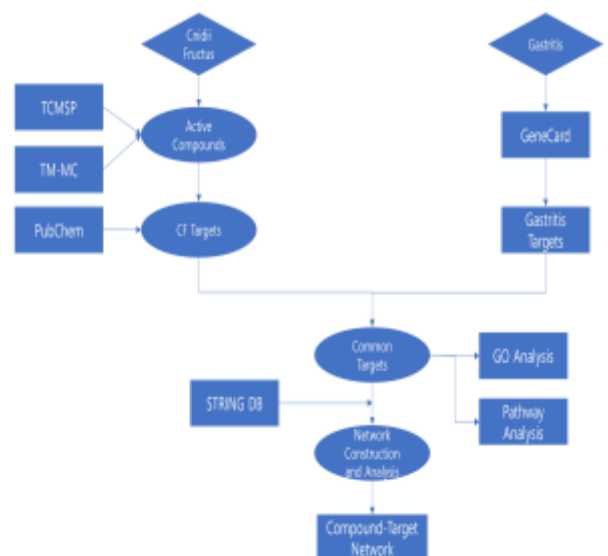 Cnidii
Fructus
Gastritis
TCMSP
Active
Compounds
GeneCard
TM-MC
PubChem
CF Targets
Gastritis
Targets
Common
Targets
GO Analysis
STRING DB
Pathway
Analysis
Network
Construction
and Analysis
Compound-Target
Network